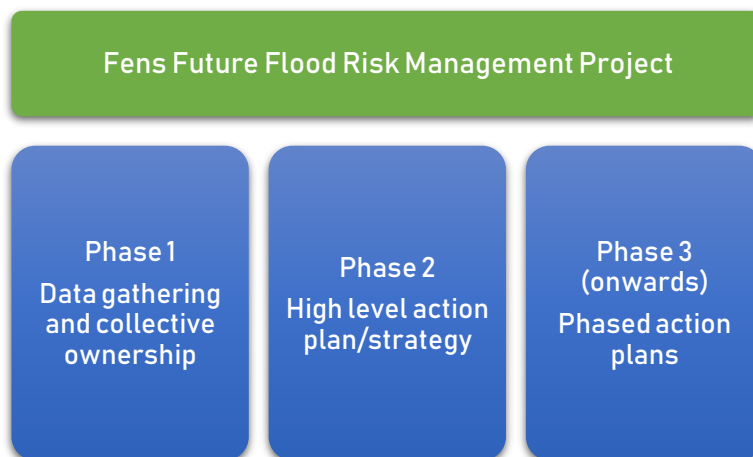 Fens Future Flood Risk Management Project
Phase 1
Data gathering
and collective
ownership
Phase 2
High level action
plan/strategy
Phase 3
(onwards)
Phased action
plans